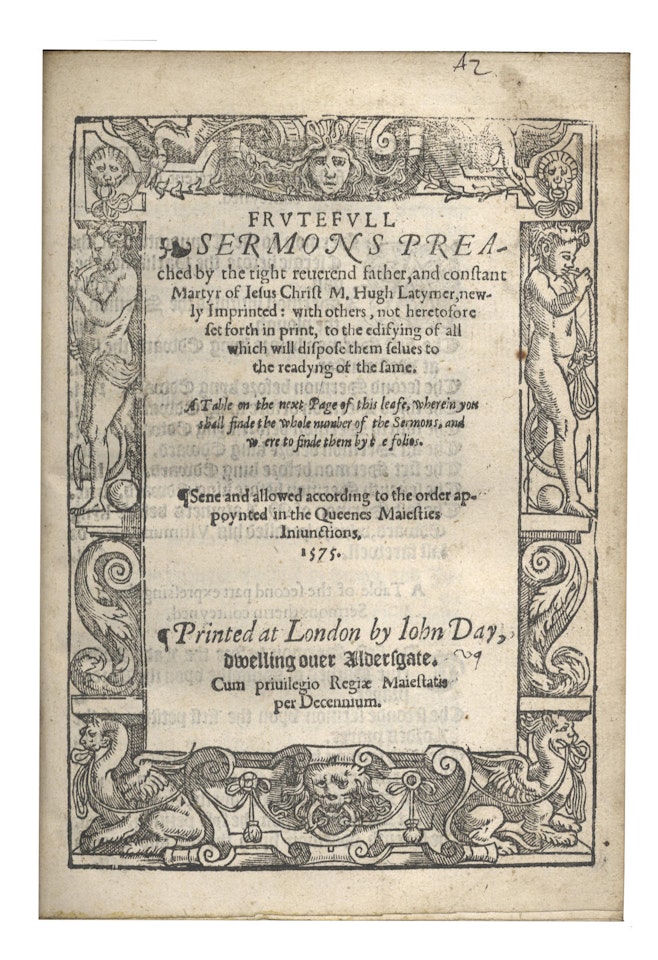 A2
FRVTEFVLL
SERMONS PREA-
ched by the right reuerend father, and constant
Martyr of Iesus Christ M. Hugh Latymer, new-
ly Imprinted: with others, not heretofore
set forth in print, to the edifying of all
which will dispose them selues to
the readyng of the same.
A Table on the next Page of this leafe, wherein you
shall finde the whole number of the Sermons, and
w ere to finde them by t e folios.
¶Sene and allowed according to the order ap-
poynted in the Queenes Maiesties
Iniunctions.
1575.
¶Printed at London by Iohn Day,
dwelling ouer Aldersgate.
Cum priuilegio Regiæ Maiestatis
per Decennium.